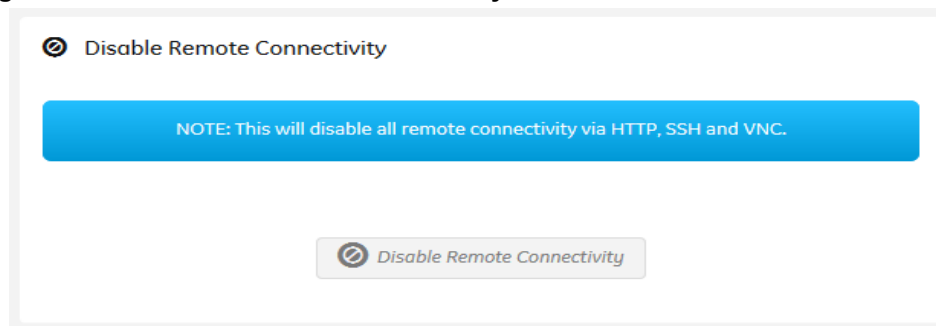 Disable Remote Connectivity
NOTE: This will disable all remote connectivity via HTTP, SSH and VNC.
Disable Remote Connectivity